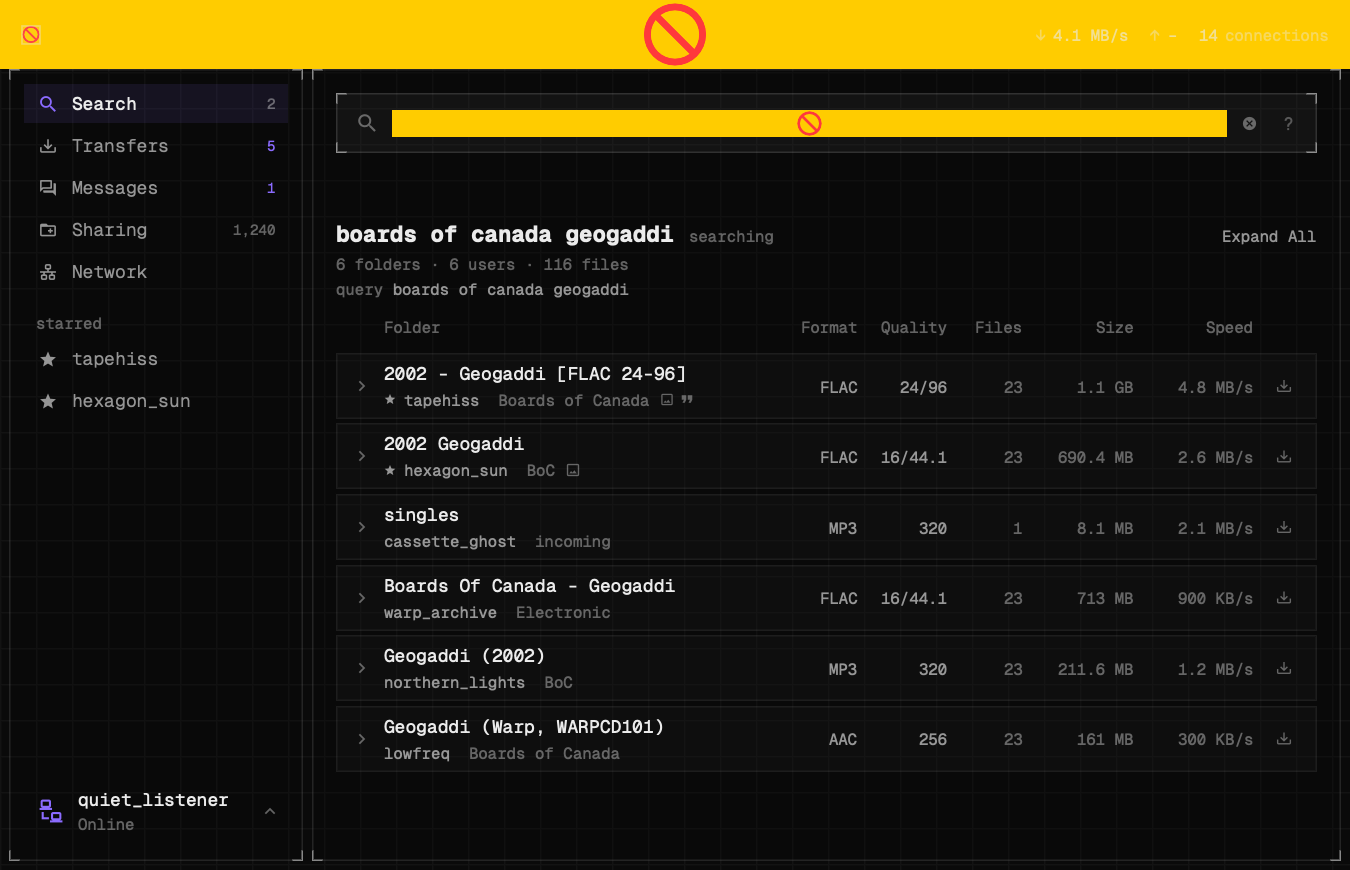 ↓ 4.1 MB/s ↑ – 14 connections
Search 2
Transfers 5
Messages 1
Sharing 1,240
Network
starred
tapehiss
hexagon_sun
quiet_listener
Online
?
boards of canada geogaddi searching
Expand All
6 folders · 6 users · 116 files
query boards of canada geogaddi
Folder Format Quality Files Size Speed
2002 - Geogaddi [FLAC 24-96]
tapehiss Boards of Canada
FLAC 24/96 23 1.1 GB 4.8 MB/s
2002 Geogaddi
hexagon_sun BoC
FLAC 16/44.1 23 690.4 MB 2.6 MB/s
singles
cassette_ghost incoming
MP3 320 1 8.1 MB 2.1 MB/s
Boards Of Canada - Geogaddi
warp_archive Electronic
FLAC 16/44.1 23 713 MB 900 KB/s
Geogaddi (2002)
northern_lights BoC
MP3 320 23 211.6 MB 1.2 MB/s
Geogaddi (Warp, WARPCD101)
lowfreq Boards of Canada
AAC 256 23 161 MB 300 KB/s